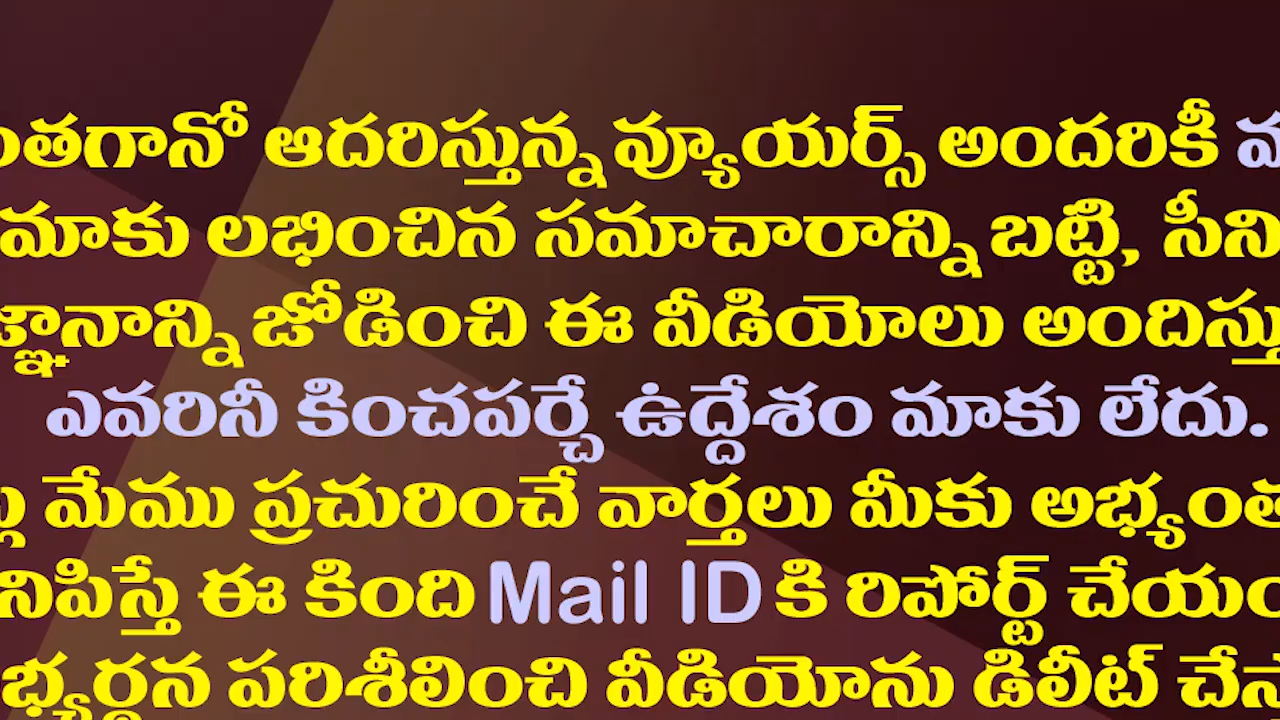 ంతగానో ఆదరిస్తున్న వ్యూయర్స్ అందరికీ
మాకు లభించిన సమాచారాన్ని బట్టి, సీని
జ్ఞానాన్ని జోడించి ఈ వీడియోలు అందిస్తు
ఎవరినీ కించపర్చే ఉద్దేశం మాకు లేదు.
మేము ప్రచురించే వార్తలు మీకు అభ్యంత
నిపిస్తే ఈ కింది Mail ID కి రిపోర్ట్ చేయం
భ్యర్ధన పరిశీలించి వీడియోను డిలీట్ చేస